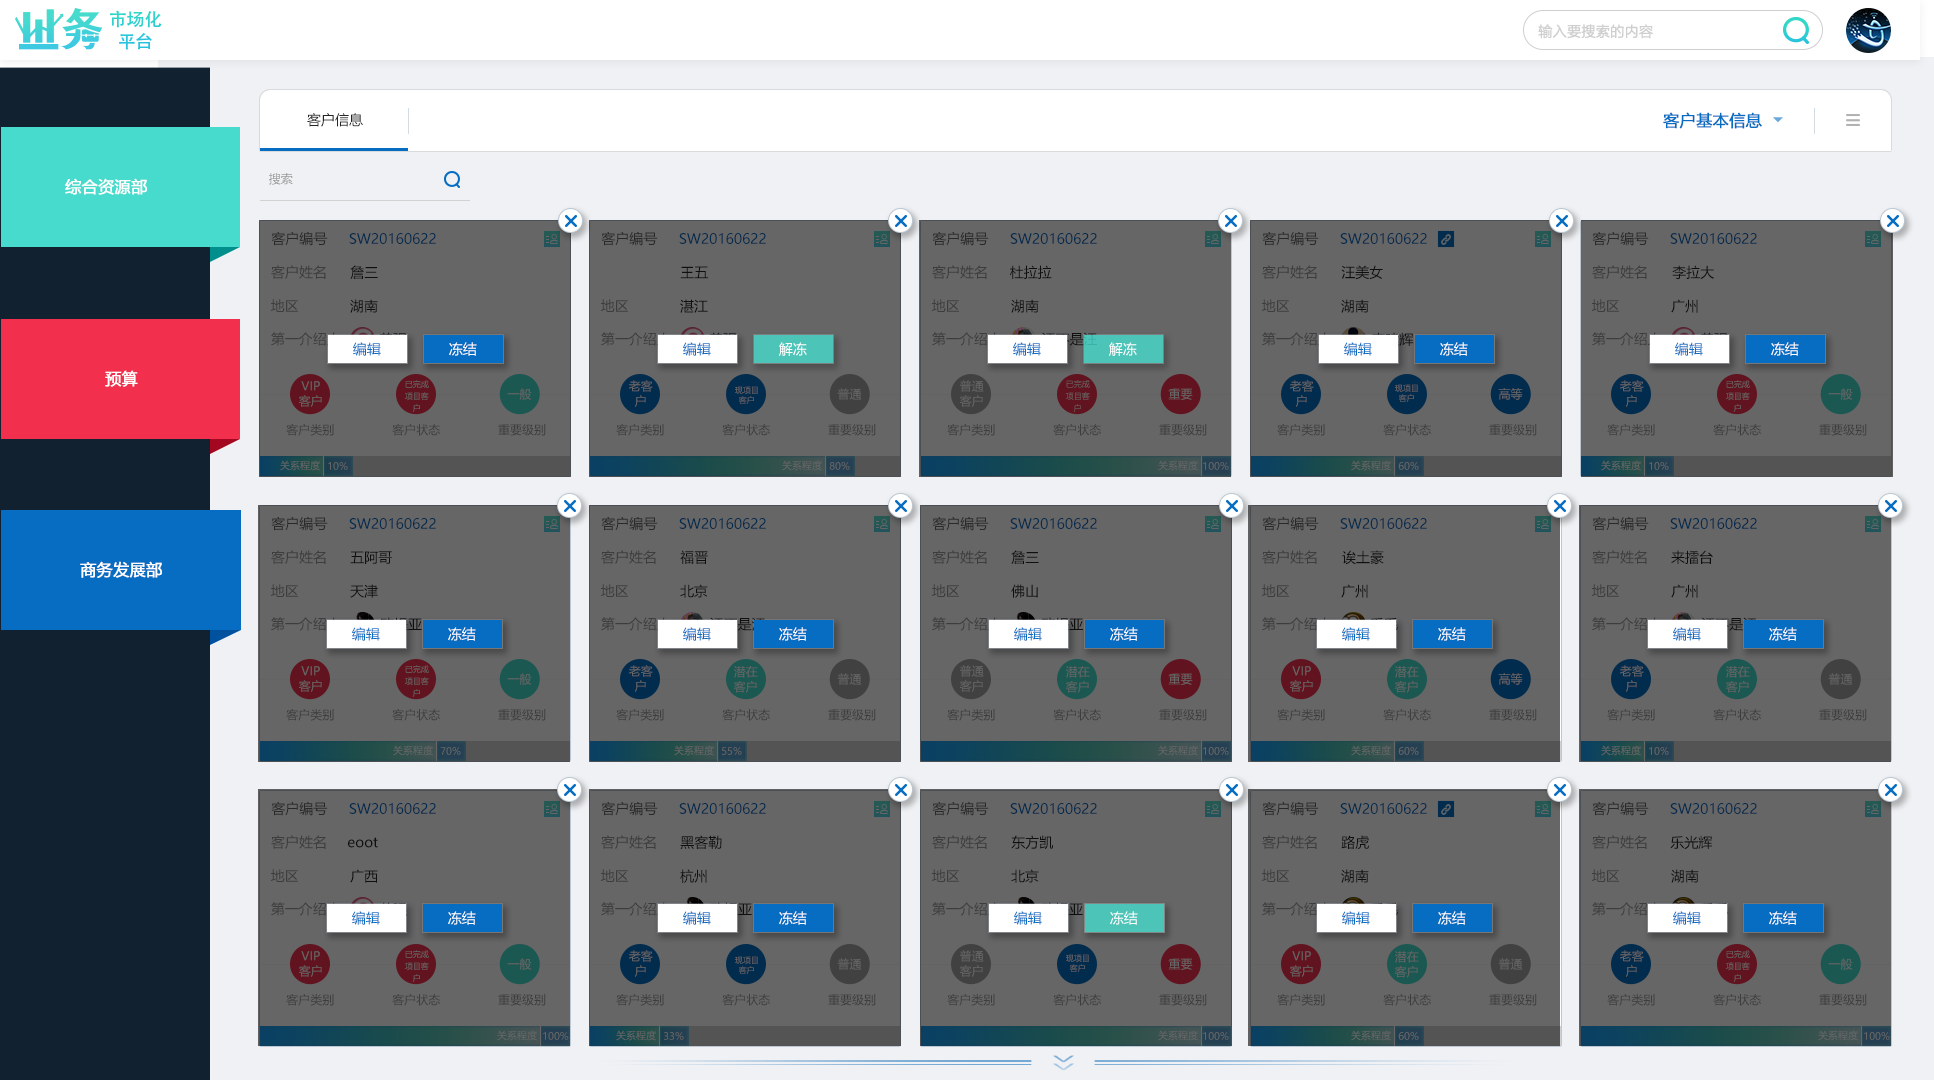 业务 市场化
平台
输入要搜索的内容
客户信息
客户基本信息
搜索
综合资源部
预算
商务发展部
客户编号 SW20160622
客户姓名 詹三
地区 湖南
第一介绍
编辑 冻结
VIP客户 已完成项目客户 一般
客户类别 客户状态 重要级别
关系程度 10%
客户编号 SW20160622
王五
地区 湛江
第一介绍
编辑 解冻
老客户 现项目客户 普通
客户类别 客户状态 重要级别
关系程度 80%
客户编号 SW20160622
客户姓名 杜拉拉
地区 湖南
第一介绍 是
编辑 解冻
普通客户 已完成项目客户 重要
客户类别 客户状态 重要级别
关系程度 100%
客户编号 SW20160622
客户姓名 汪美女
地区 湖南
第一介绍 辉
编辑 冻结
老客户 现项目客户 高等
客户类别 客户状态 重要级别
关系程度 60%
客户编号 SW20160622
客户姓名 李拉大
地区 广州
第一介绍
编辑 冻结
老客户 已完成项目客户 一般
客户类别 客户状态 重要级别
关系程度 10%
客户编号 SW20160622
客户姓名 五阿哥
地区 天津
第一介绍 亚
编辑 冻结
VIP客户 已完成项目客户 一般
客户类别 客户状态 重要级别
关系程度 70%
客户编号 SW20160622
客户姓名 福晋
地区 北京
第一介绍 是
编辑 冻结
老客户 潜在客户 普通
客户类别 客户状态 重要级别
关系程度 55%
客户编号 SW20160622
客户姓名 詹三
地区 佛山
第一介绍 亚
编辑 冻结
普通客户 潜在客户 重要
客户类别 客户状态 重要级别
关系程度 100%
客户编号 SW20160622
客户姓名 诶土豪
地区 广州
第一介绍
编辑 冻结
VIP客户 潜在客户 高等
客户类别 客户状态 重要级别
关系程度 60%
客户编号 SW20160622
客户姓名 来擂台
地区 广州
第一介绍 是
编辑 冻结
老客户 潜在客户 普通
客户类别 客户状态 重要级别
关系程度 10%
客户编号 SW20160622
客户姓名 eoot
地区 广西
第一介绍
编辑 冻结
VIP客户 已完成项目客户 一般
客户类别 客户状态 重要级别
关系程度 100%
客户编号 SW20160622
客户姓名 黑客勒
地区 杭州
第一介绍 亚
编辑 冻结
老客户 现项目客户 普通
客户类别 客户状态 重要级别
关系程度 33%
客户编号 SW20160622
客户姓名 东方凯
地区 北京
第一介绍 亚
编辑 冻结
普通客户 现项目客户 重要
客户类别 客户状态 重要级别
关系程度 100%
客户编号 SW20160622
客户姓名 路虎
地区 湖南
第一介绍
编辑 冻结
VIP客户 潜在客户 普通
客户类别 客户状态 重要级别
关系程度 60%
客户编号 SW20160622
客户姓名 乐光辉
地区 湖南
第一介绍
编辑 冻结
老客户 已完成项目客户 一般
客户类别 客户状态 重要级别
关系程度 100%